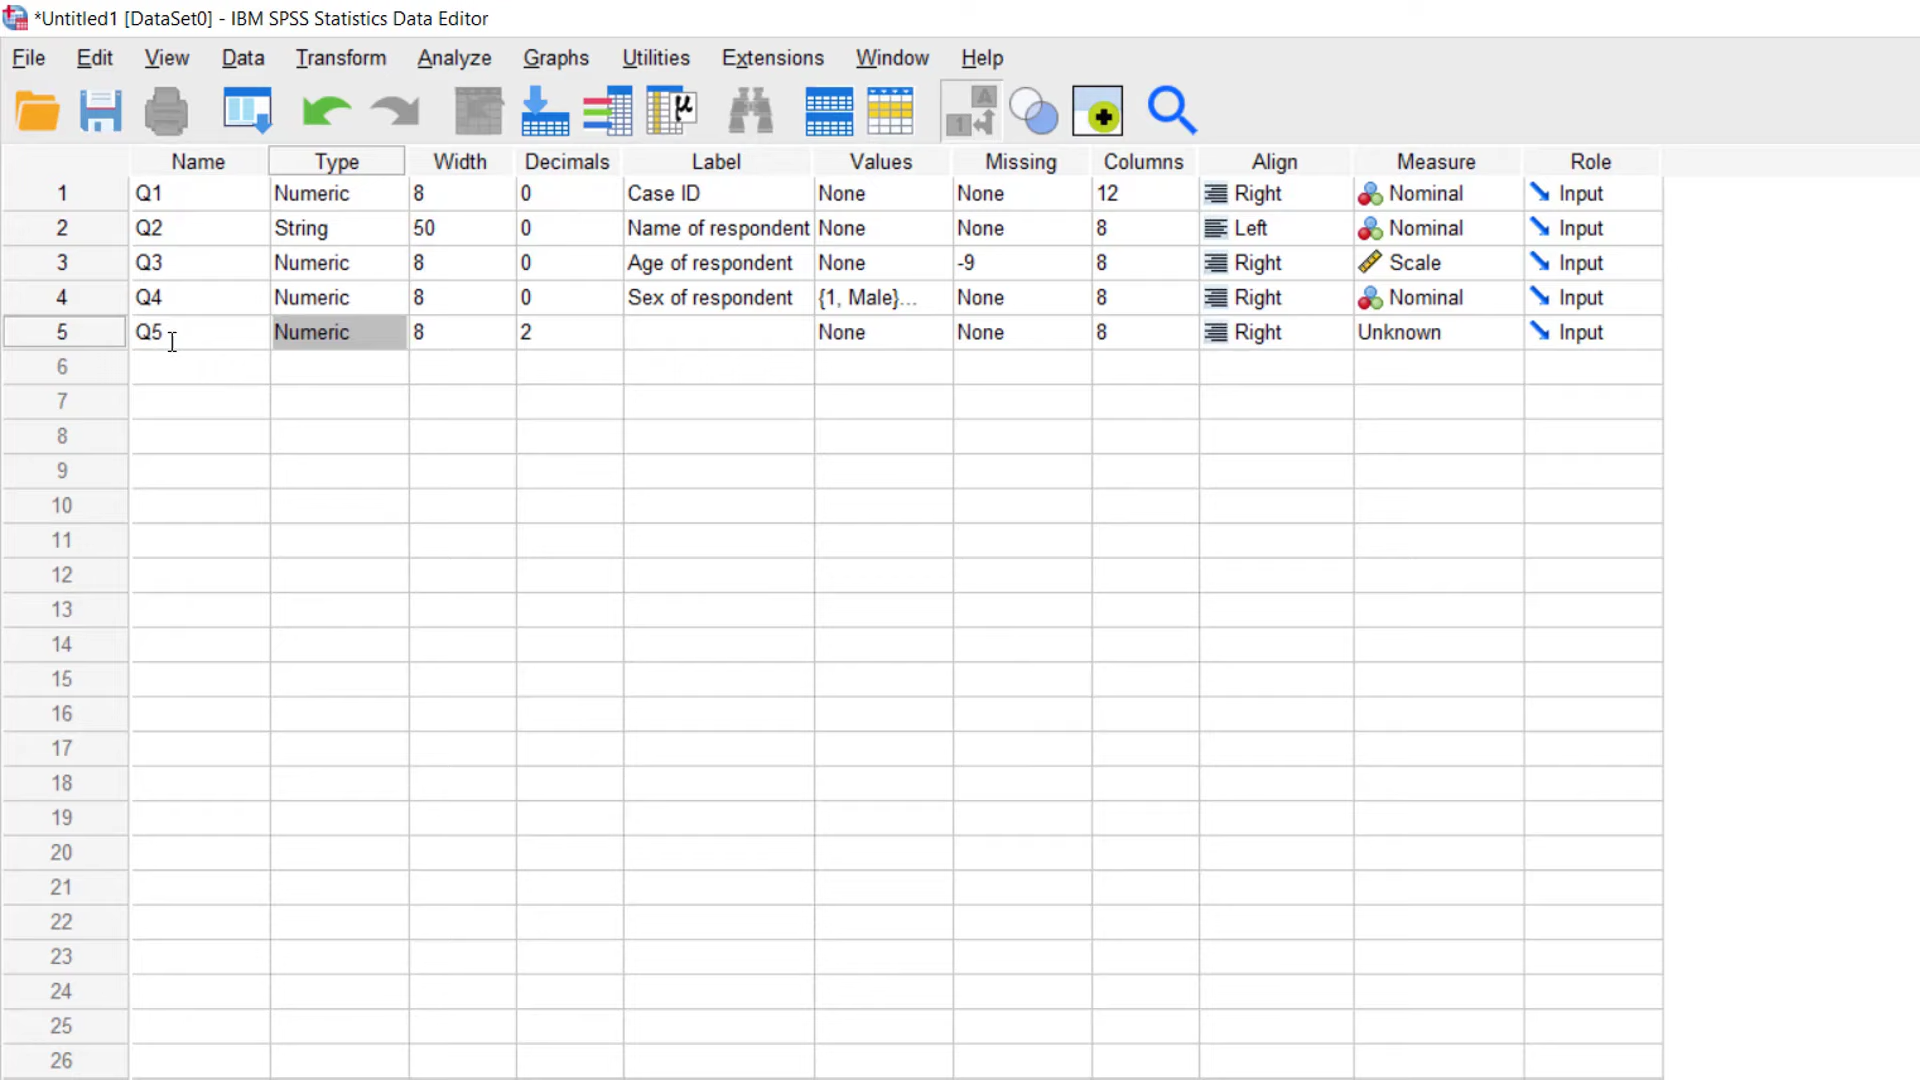 *Untitled1 [DataSet0] - IBM SPSS Statistics Data Editor
File Edit View Data Transform Analyze Graphs Utilities Extensions Window Help
Name Type Width Decimals Label Values Missing Columns Align Measure Role
1 Q1 Numeric 8 0 Case ID None None 12 Right Nominal Input
2 Q2 String 50 0 Name of respondent None None 8 Left Nominal Input
3 Q3 Numeric 8 0 Age of respondent None -9 8 Right Scale Input
4 Q4 Numeric 8 0 Sex of respondent {1, Male}... None 8 Right Nominal Input
5 Q5 Numeric 8 2 None None 8 Right Unknown Input
6
7
8
9
10
11
12
13
14
15
16
17
18
19
20
21
22
23
24
25
26